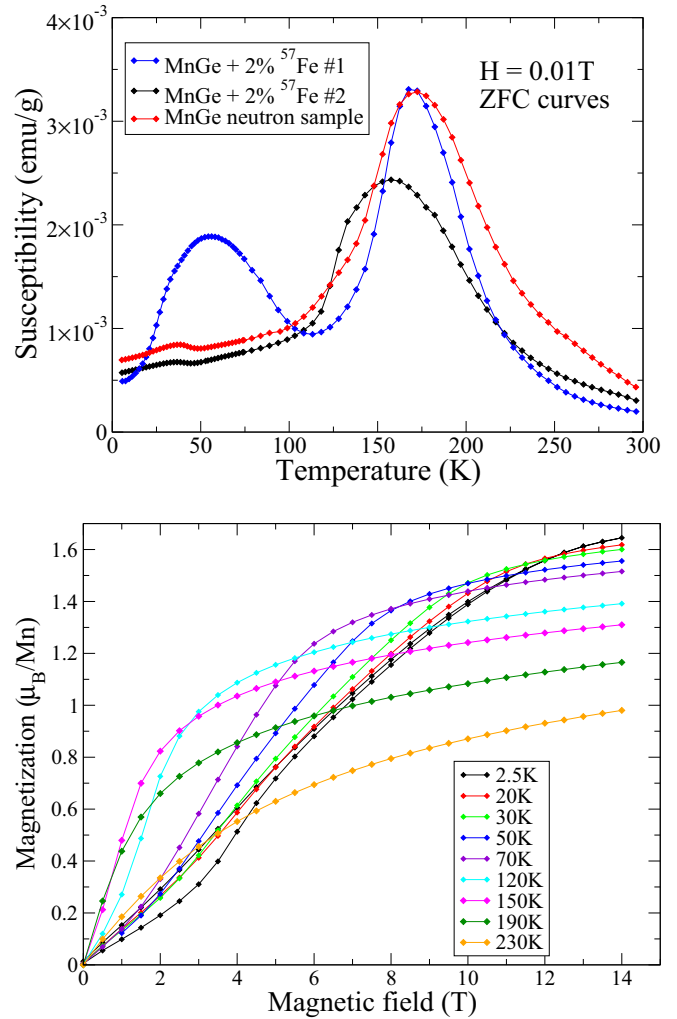 4×10⁻³
3×10⁻³
2×10⁻³
1×10⁻³
0
Susceptibility (emu/g)
MnGe + 2% ⁵⁷Fe #1
MnGe + 2% ⁵⁷Fe #2
MnGe neutron sample
H = 0.01T
ZFC curves
0 50 100 150 200 250 300
Temperature (K)
1.6
1.4
1.2
1
0.8
0.6
0.4
0.2
0
Magnetization (μ_B/Mn)
2.5K
20K
30K
50K
70K
120K
150K
190K
230K
0 2 4 6 8 10 12 14
Magnetic field (T)